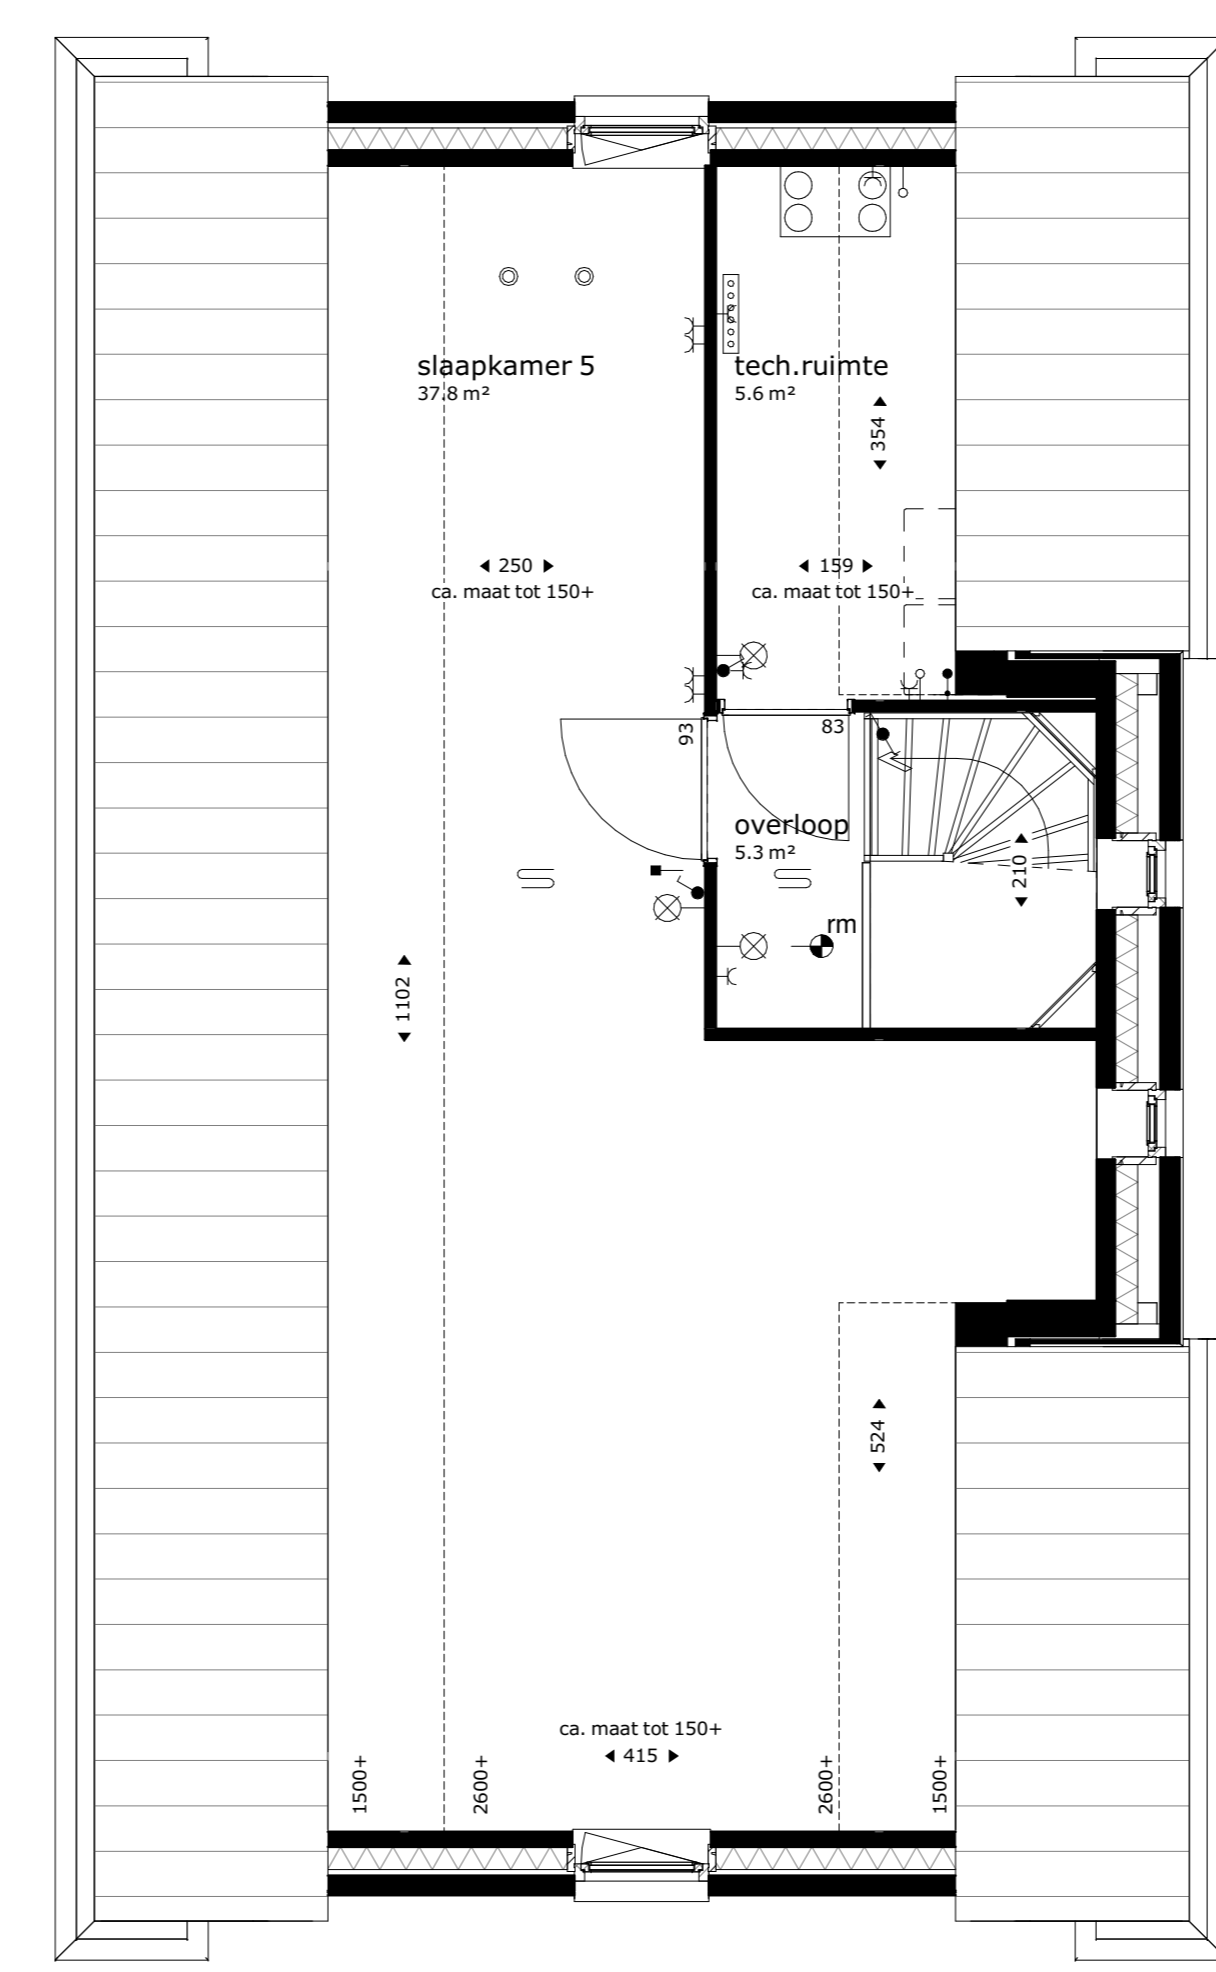 slaapkamer 5
37.8 m²
tech.ruimte
5.6 m²
354
250
ca. maat tot 150+
159
ca. maat tot 150+
93
83
overloop
5.3 m²
210
rm
1102
524
ca. maat tot 150+
415
1500+
2600+
2600+
1500+